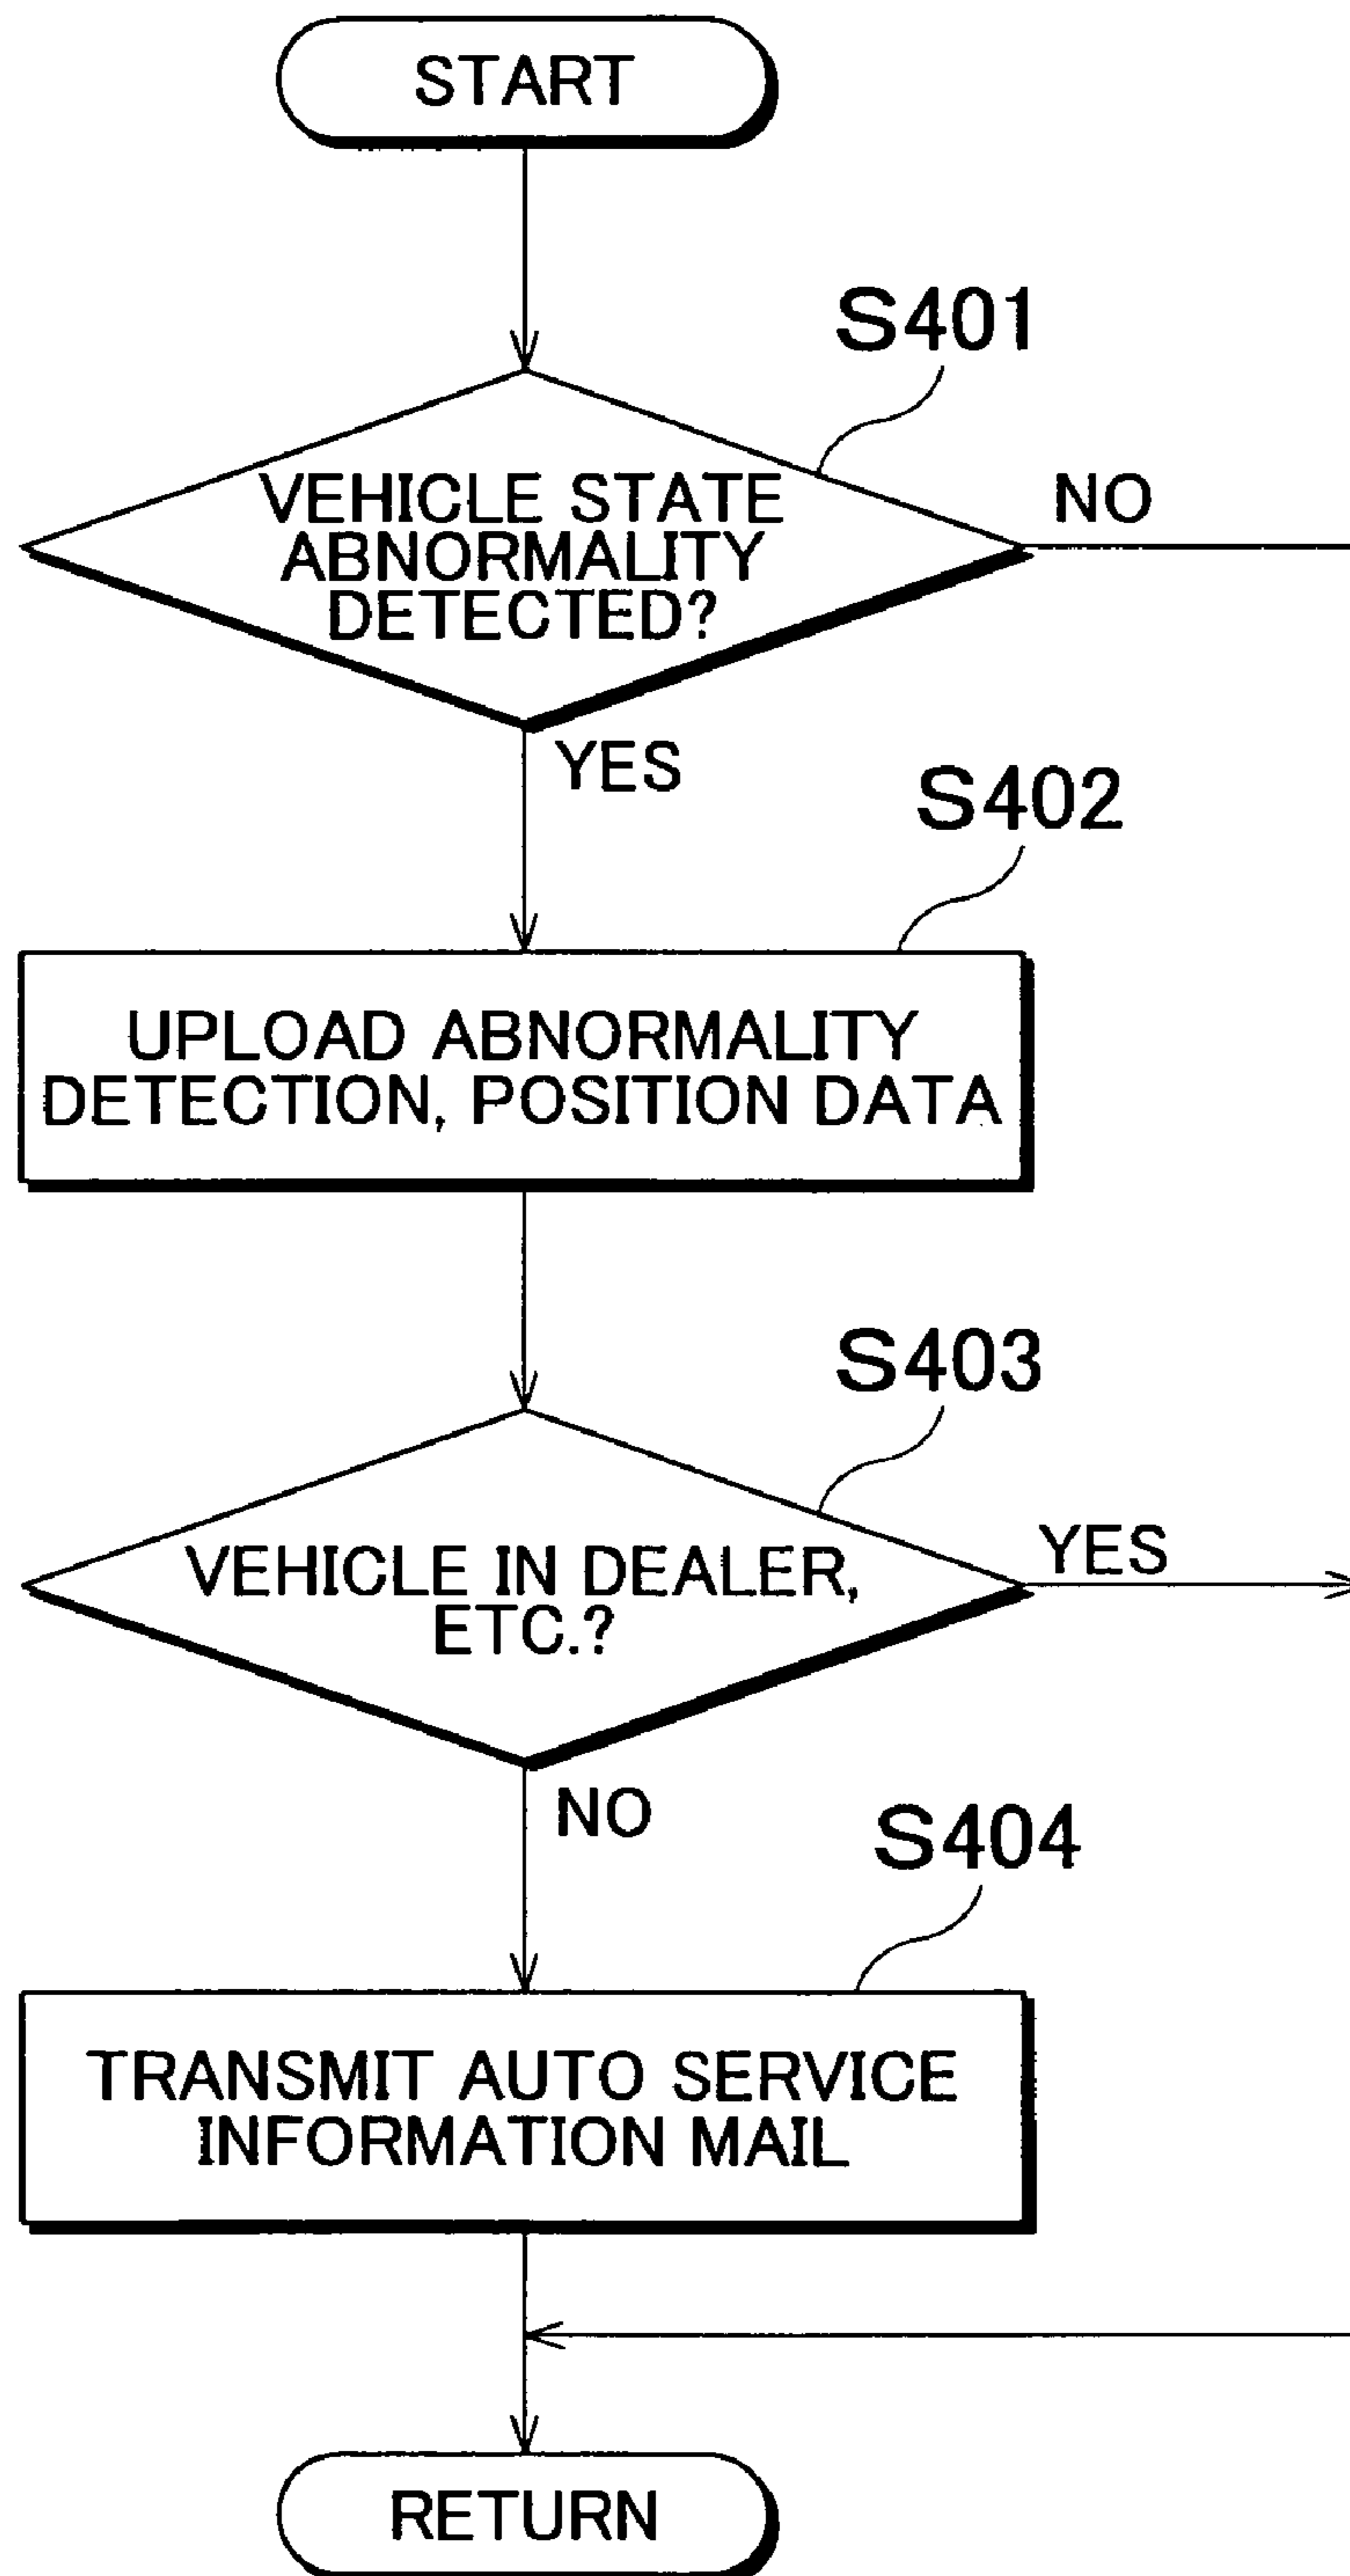 START
S401
VEHICLE STATE
ABNORMALITY
DETECTED?
NO
YES
S402
UPLOAD ABNORMALITY
DETECTION, POSITION DATA
S403
VEHICLE IN DEALER,
ETC.?
YES
NO
S404
TRANSMIT AUTO SERVICE
INFORMATION MAIL
RETURN